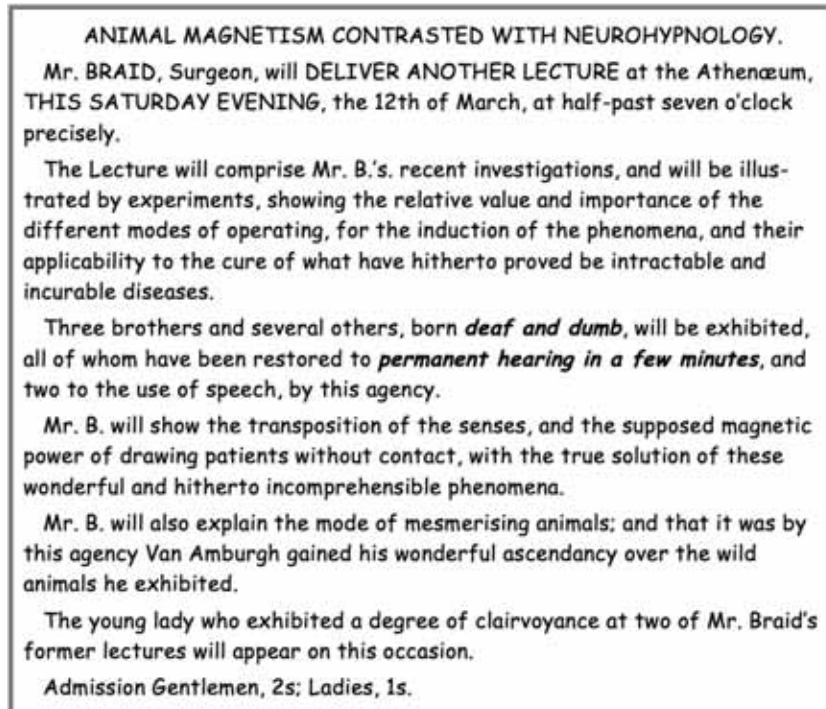 ANIMAL MAGNETISM CONTRASTED WITH NEUROHYPNOLOGY.
Mr. BRAID, Surgeon, will DELIVER ANOTHER LECTURE at the Athenæum,
THIS SATURDAY EVENING, the 12th of March, at half-past seven o'clock
precisely.
The Lecture will comprise Mr. B.'s. recent investigations, and will be illus-
trated by experiments, showing the relative value and importance of the
different modes of operating, for the induction of the phenomena, and their
applicability to the cure of what have hitherto proved be intractable and
incurable diseases.
Three brothers and several others, born deaf and dumb, will be exhibited,
all of whom have been restored to permanent hearing in a few minutes, and
two to the use of speech, by this agency.
Mr. B. will show the transposition of the senses, and the supposed magnetic
power of drawing patients without contact, with the true solution of these
wonderful and hitherto incomprehensible phenomena.
Mr. B. will also explain the mode of mesmerising animals; and that it was by
this agency Van Amburgh gained his wonderful ascendancy over the wild
animals he exhibited.
The young lady who exhibited a degree of clairvoyance at two of Mr. Braid's
former lectures will appear on this occasion.
Admission Gentlemen, 2s; Ladies, 1s.